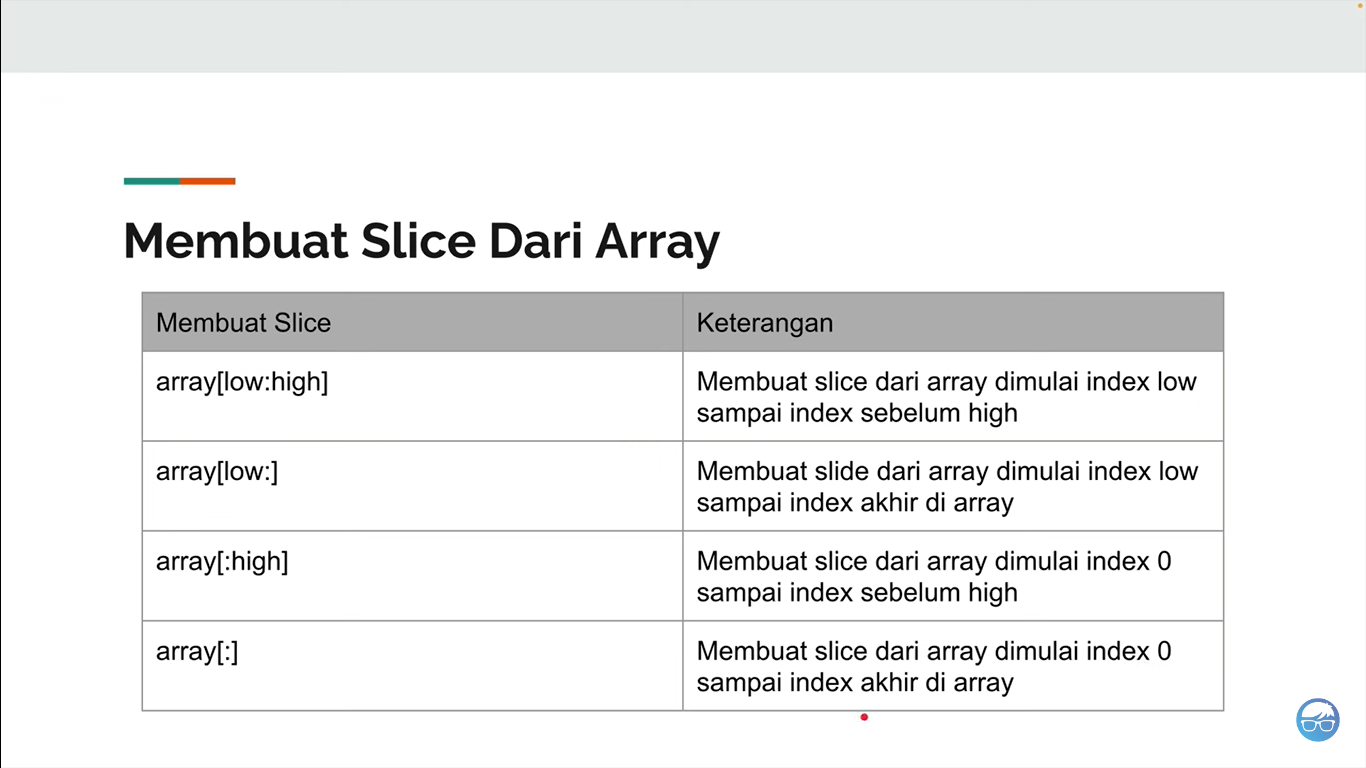 Membuat Slice Dari Array
Membuat Slice
Keterangan
array[low:high]
Membuat slice dari array dimulai index low
sampai index sebelum high
array[low:]
Membuat slide dari array dimulai index low
sampai index akhir di array
array[:high]
Membuat slice dari array dimulai index 0
sampai index sebelum high
array[:]
Membuat slice dari array dimulai index 0
sampai index akhir di array